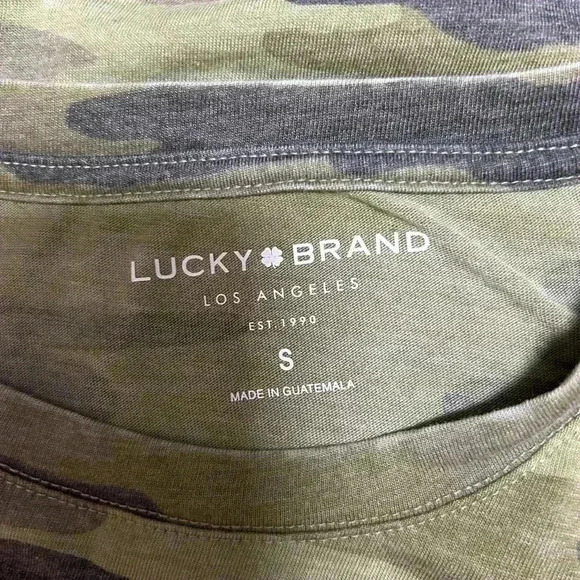 LUCKY BRAND
LOS ANGELES
EST. 1990
S
MADE IN GUATEMALA